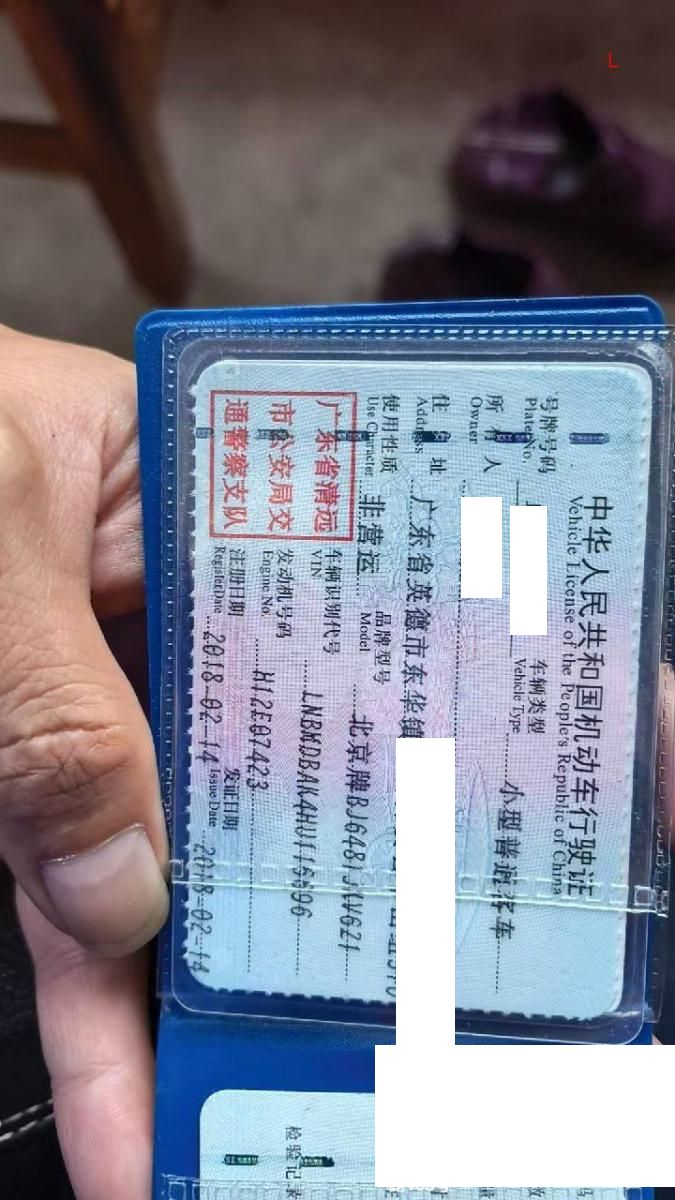 中华人民共和国机动车行驶证
Vehicle License of the People's Republic of China
号牌号码
Plate No.
车辆类型
Vehicle Type
小型普通客车
所有人
Owner
住址
Address
广东省英德市东华镇
使用性质
Use Character
非营运
品牌型号
Model
北京牌BJ6481
广东省清远
市公安局交
通警察支队
车辆识别代号
VIN
发动机号码
Engine No.
H12E07423
注册日期
Register Date
2018-02-14
发证日期
Issue Date
2018-02-14
检验记录
L